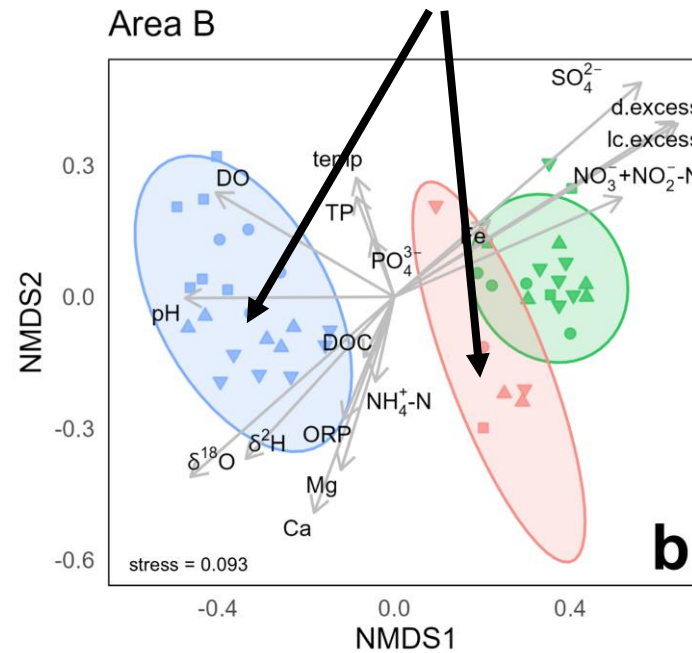 Area B
SO₄²⁻
d.excess
lc.excess
temp
0.3
DO
NO₃⁻+NO₂⁻-N
TP
Fe
PO₄³⁻
NMDS2
0.0
pH
DOC
NH₄⁺-N
-0.3
ORP
δ²H
δ¹⁸O
Mg
Ca
b
-0.6
stress = 0.093
-0.4
0.0
0.4
NMDS1